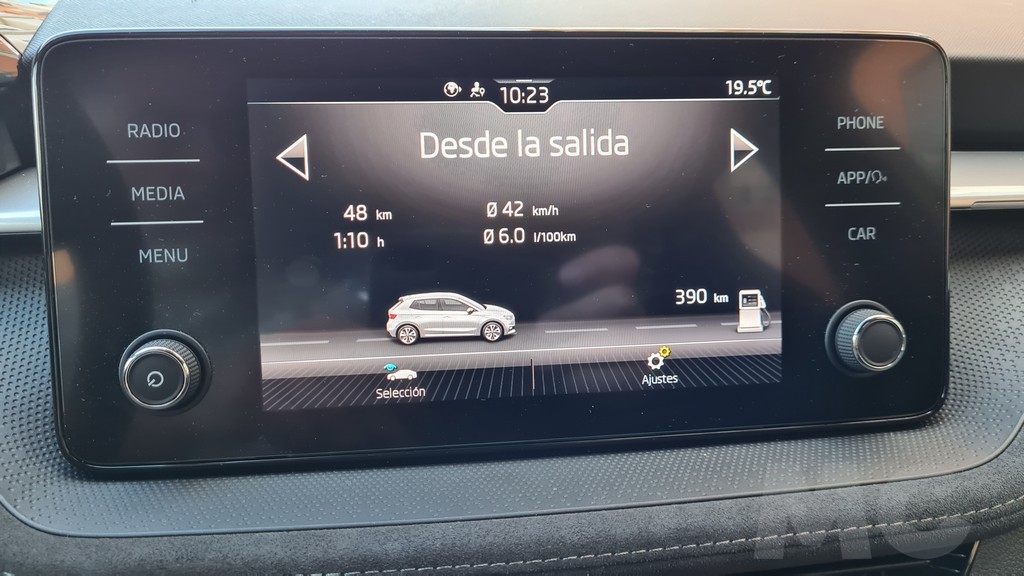 10:23
19.5°C
RADIO
MEDIA
MENU
Desde la salida
48 km
1:10 h
Ø 42 km/h
Ø 6.0 l/100km
390 km
Selección
Ajustes
PHONE
APP/
CAR
MC